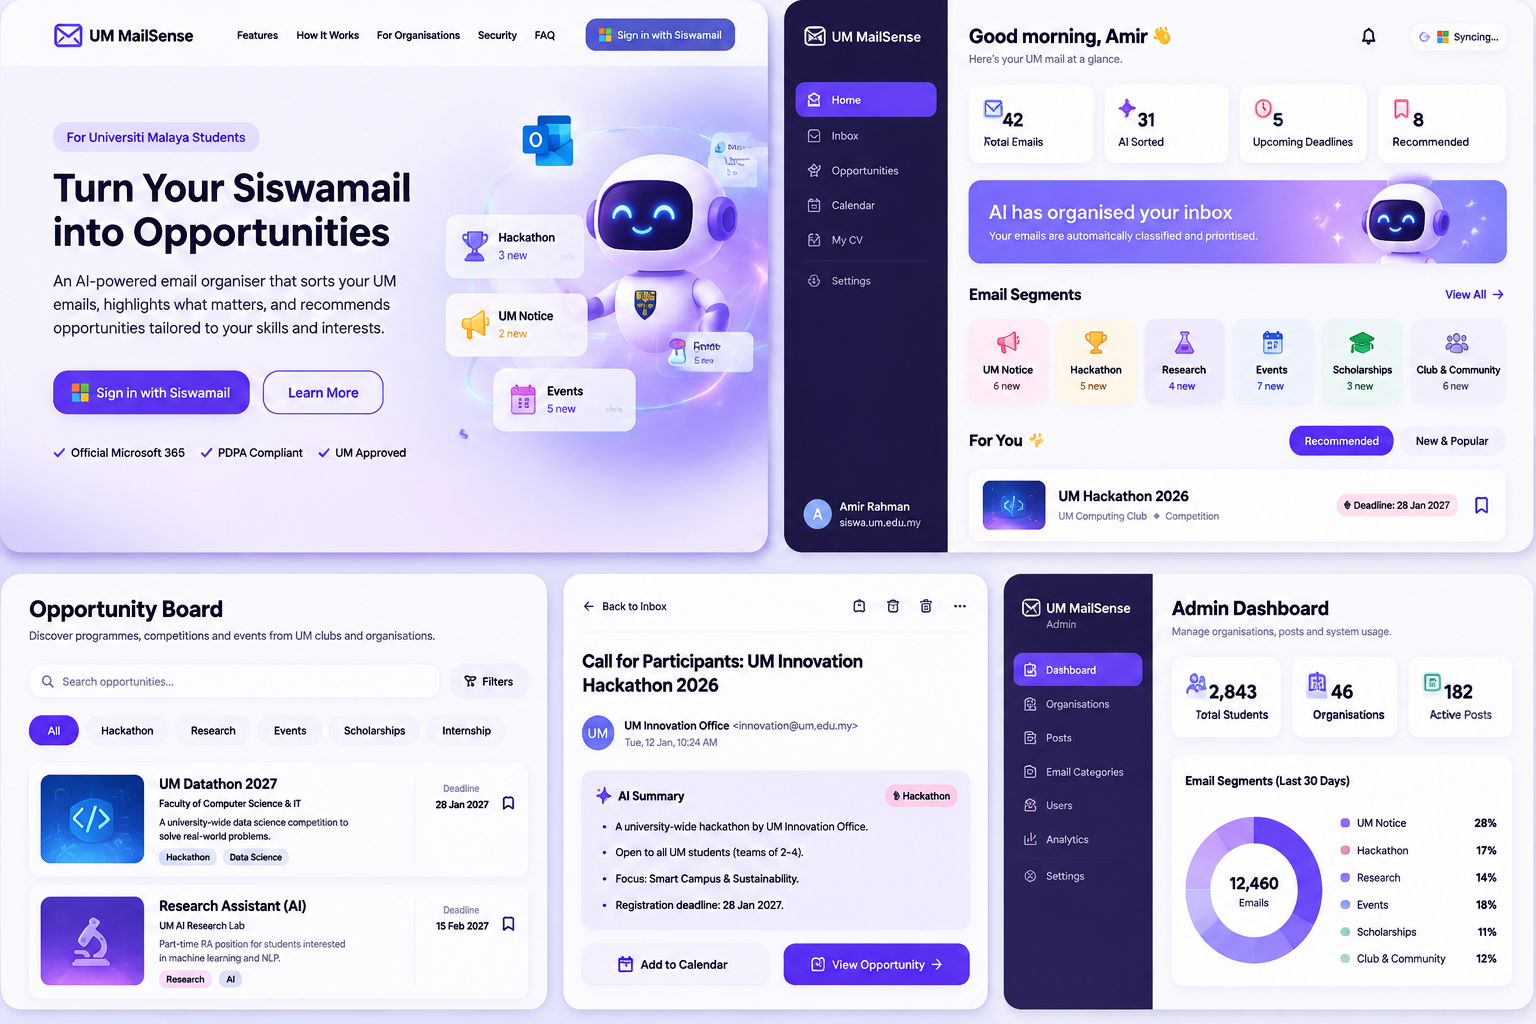 UM MailSense
Features
How It Works
For Organisations
Security
FAQ
Sign in with Siswamail
For Universiti Malaya Students
Turn Your Siswamail
into Opportunities
An AI-powered email organiser that sorts your UM
emails, highlights what matters, and recommends
opportunities tailored to your skills and interests.
Sign in with Siswamail
Learn More
Official Microsoft 365
PDPA Compliant
UM Approved
O
Hackathon
3 new
UM Notice
2 new
Events
5 new
UM MailSense
Home
Inbox
Opportunities
Calendar
My CV
Settings
A
Amir Rahman
siswa.um.edu.my
Good morning, Amir 👋
Here's your UM mail at a glance.
Syncing...
42
Total Emails
31
AI Sorted
5
Upcoming Deadlines
8
Recommended
AI has organised your inbox
Your emails are automaitcally classified and prioritised.
Email Segments
View All →
UM Notice
6 new
Hackathon
5 new
Research
4 new
Events
7 new
Scholarships
3 new
Club & Community
6 new
For You
Recommended
New & Popular
</>
UM Hackathon 2026
UM Computing Club ◆ Competition
Deadline: 28 Jan 2027
Opportunity Board
Discover programmes, competitions and events from UM clubs and organisations.
Search opportunities...
Filters
All
Hackathon
Research
Events
Scholarships
Internship
</>
UM Datathon 2027
Faculty of Computer Science & IT
A university-wide data science competition to
solve real-world problems.
Hackathon
Data Science
Deadline
28 Jan 2027
Research Assistant (AI)
UM AI Research Lab
Part-time RA position for students interested
in machine learning and NLP.
Research
AI
Deadline
15 Feb 2027
← Back to Inbox
Call for Participants: UM Innovation
Hackathon 2026
UM
UM Innovation Office <innovation@um.edu.my>
Tue, 12 Jan, 10:24 AM
AI Summary
Hackathon
• A university-wide hackathon by UM Innovation Office.
• Open to all UM students (teams of 2–4).
• Focus: Smart Campus & Sustainability.
• Registration deadline: 28 Jan 2027.
Add to Calendar
View Opportunity →
UM MailSense
Admin
Dashboard
Organisations
Posts
Email Categories
Users
Analytics
Settings
Admin Dashboard
Manage organisations, posts and system usage.
2,843
Total Students
46
Organisations
182
Active Posts
Email Segments (Last 30 Days)
12,460
Emails
UM Notice 28%
Hackathon 17%
Research 14%
Events 18%
Scholarships 11%
Club & Community 12%